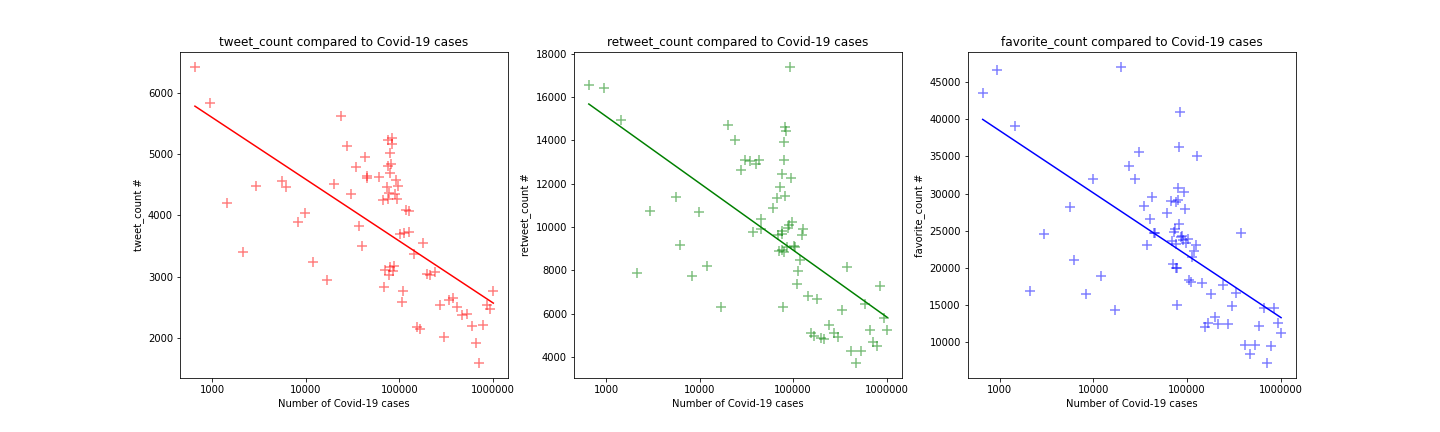 tweet_count compared to Covid-19 cases
tweet_count #
6000
5000
4000
3000
2000
1000 10000 100000 1000000
Number of Covid-19 cases
retweet_count compared to Covid-19 cases
retweet_count #
18000
16000
14000
12000
10000
8000
6000
4000
1000 10000 100000 1000000
Number of Covid-19 cases
favorite_count compared to Covid-19 cases
favorite_count #
45000
40000
35000
30000
25000
20000
15000
10000
1000 10000 100000 1000000
Number of Covid-19 cases